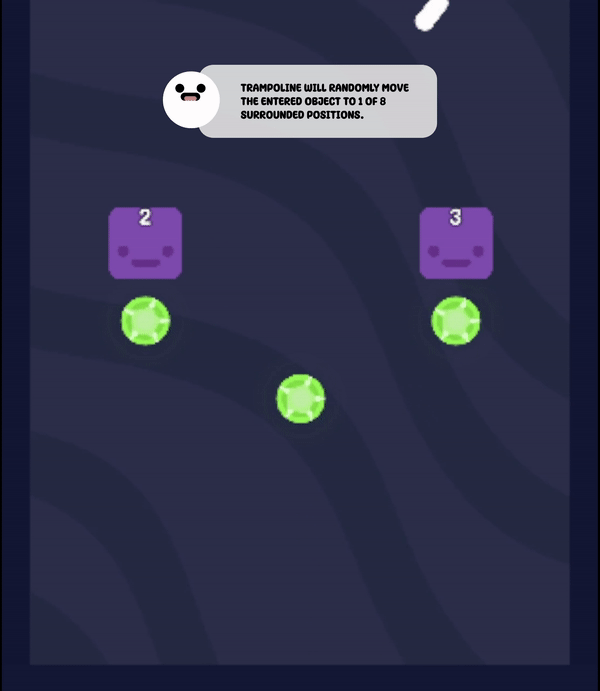 TRAMPOLINE WILL RANDOMLY MOVE
THE ENTERED OBJECT TO 1 OF 8
SURROUNDED POSITIONS.
2
3